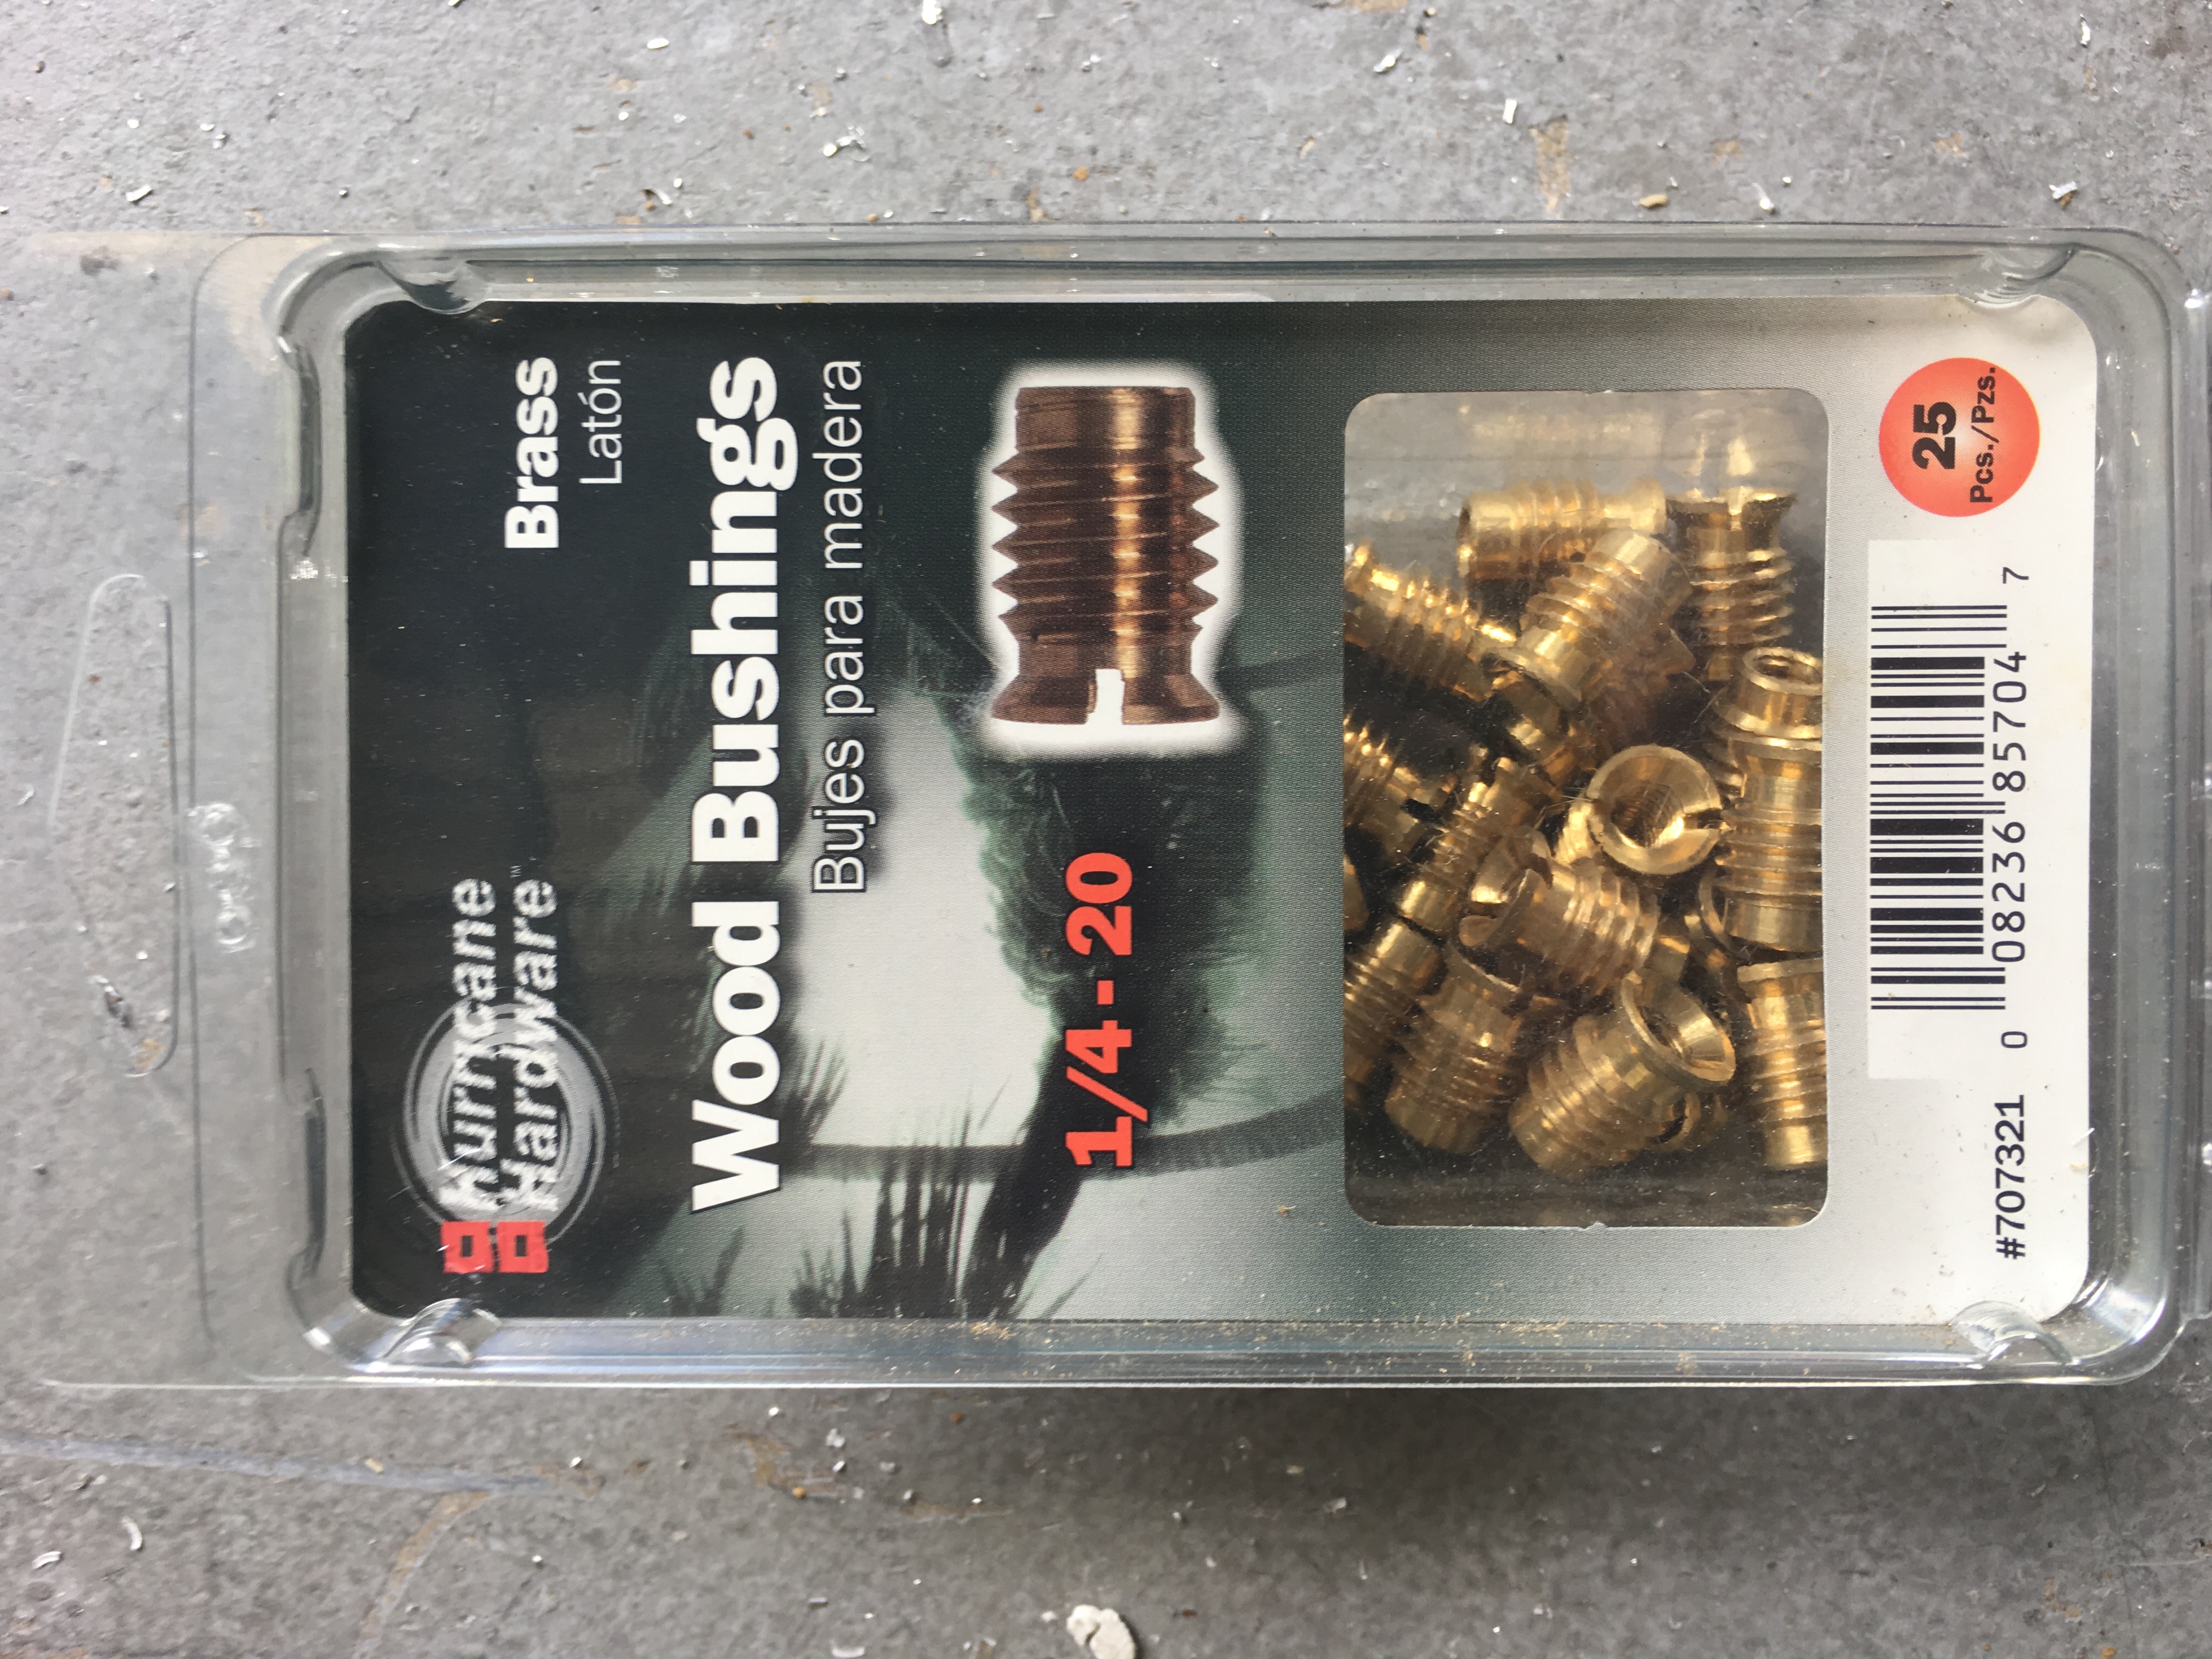 Hurricane
Hardware™
Brass
Latón
Wood Bushings
Bujes para madera
1/4 - 20
#707321
0 08236 85704 7
25
Pcs./Pzs.